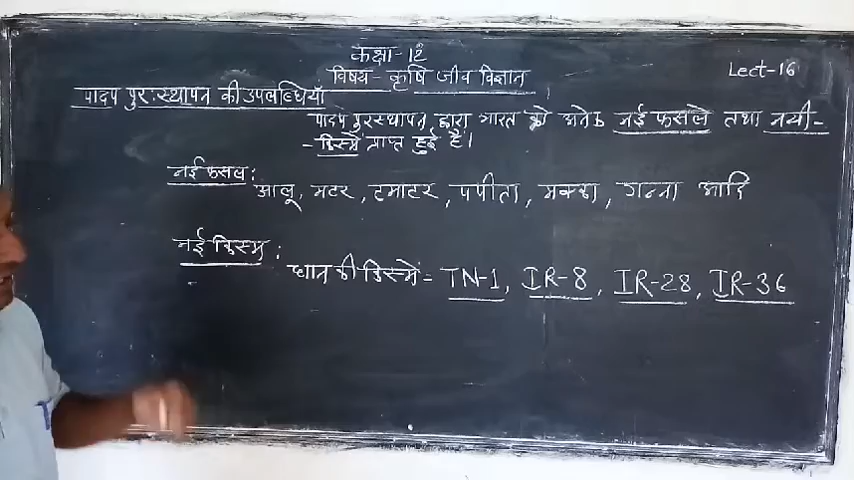 कक्षा - 12
विषय - कृषि जीव विज्ञान
Lect-16
पादप पुरःस्थापन की उपलब्धियाँ
पादप पुरःस्थापन द्वारा भारत को अनेक नई फसलें तथा नयी-
- किस्में प्राप्त हुई है।
नई फसल :
आलू, मटर, टमाटर, पपीता, मक्का, गन्ना आदि
नई किस्म :
धान की किस्में = TN-1, IR-8, IR-28, IR-36